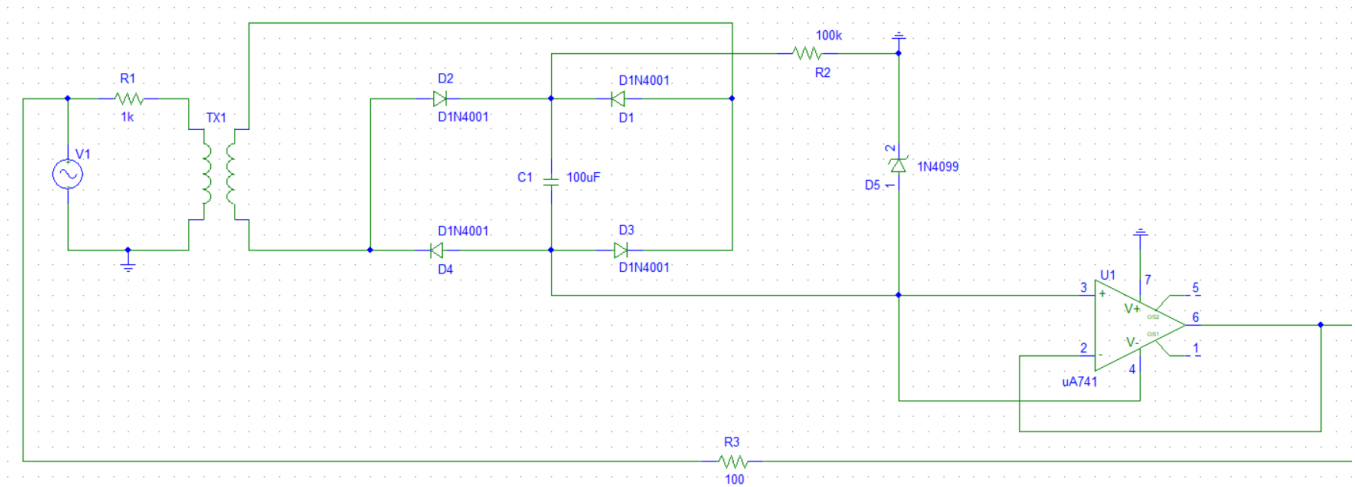 100k
R2
R1
1k
TX1
V1
D2
D1N4001
D1N4001
D1
C1
100uF
2
1N4099
D5
1
D1N4001
D4
D3
D1N4001
U1
7
3
+
V+
OS2
5
6
OS1
2
-
V-
1
4
uA741
R3
100